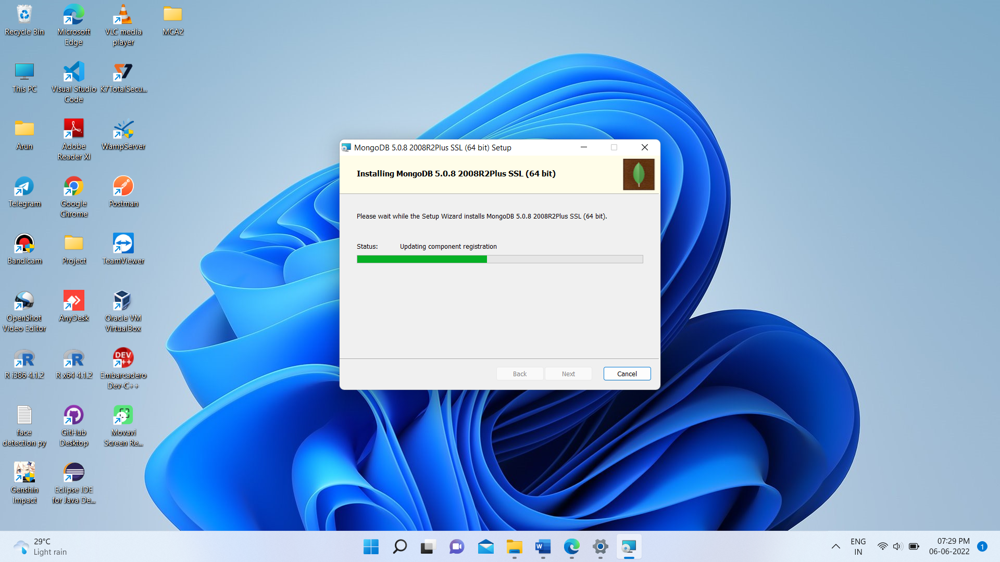 Recycle Bin
Microsoft
Edge
VLC media
player
MCA2
This PC
Visual Studio
Code
K7TotalSecu...
Arun
Adobe
Reader XI
WampServer
Telegram
Google
Chrome
Postman
Bandicam
Project
TeamViewer
OpenShot
Video Editor
AnyDesk
Oracle VM
VirtualBox
R i386 4.1.2
R x64 4.1.2
DEV
++
Embarcadero
Dev-C++
face
detection py
GitHub
Desktop
Movavi
Screen Re...
Genshin
Impact
Eclipse IDE
for Java De...
MongoDB 5.0.8 2008R2Plus SSL (64 bit) Setup
Installing MongoDB 5.0.8 2008R2Plus SSL (64 bit)
Please wait while the Setup Wizard installs MongoDB 5.0.8 2008R2Plus SSL (64 bit).
Status: Updating component registration
Back Next Cancel
29°C
Light rain
ENG
IN
07:29 PM
06-06-2022
1